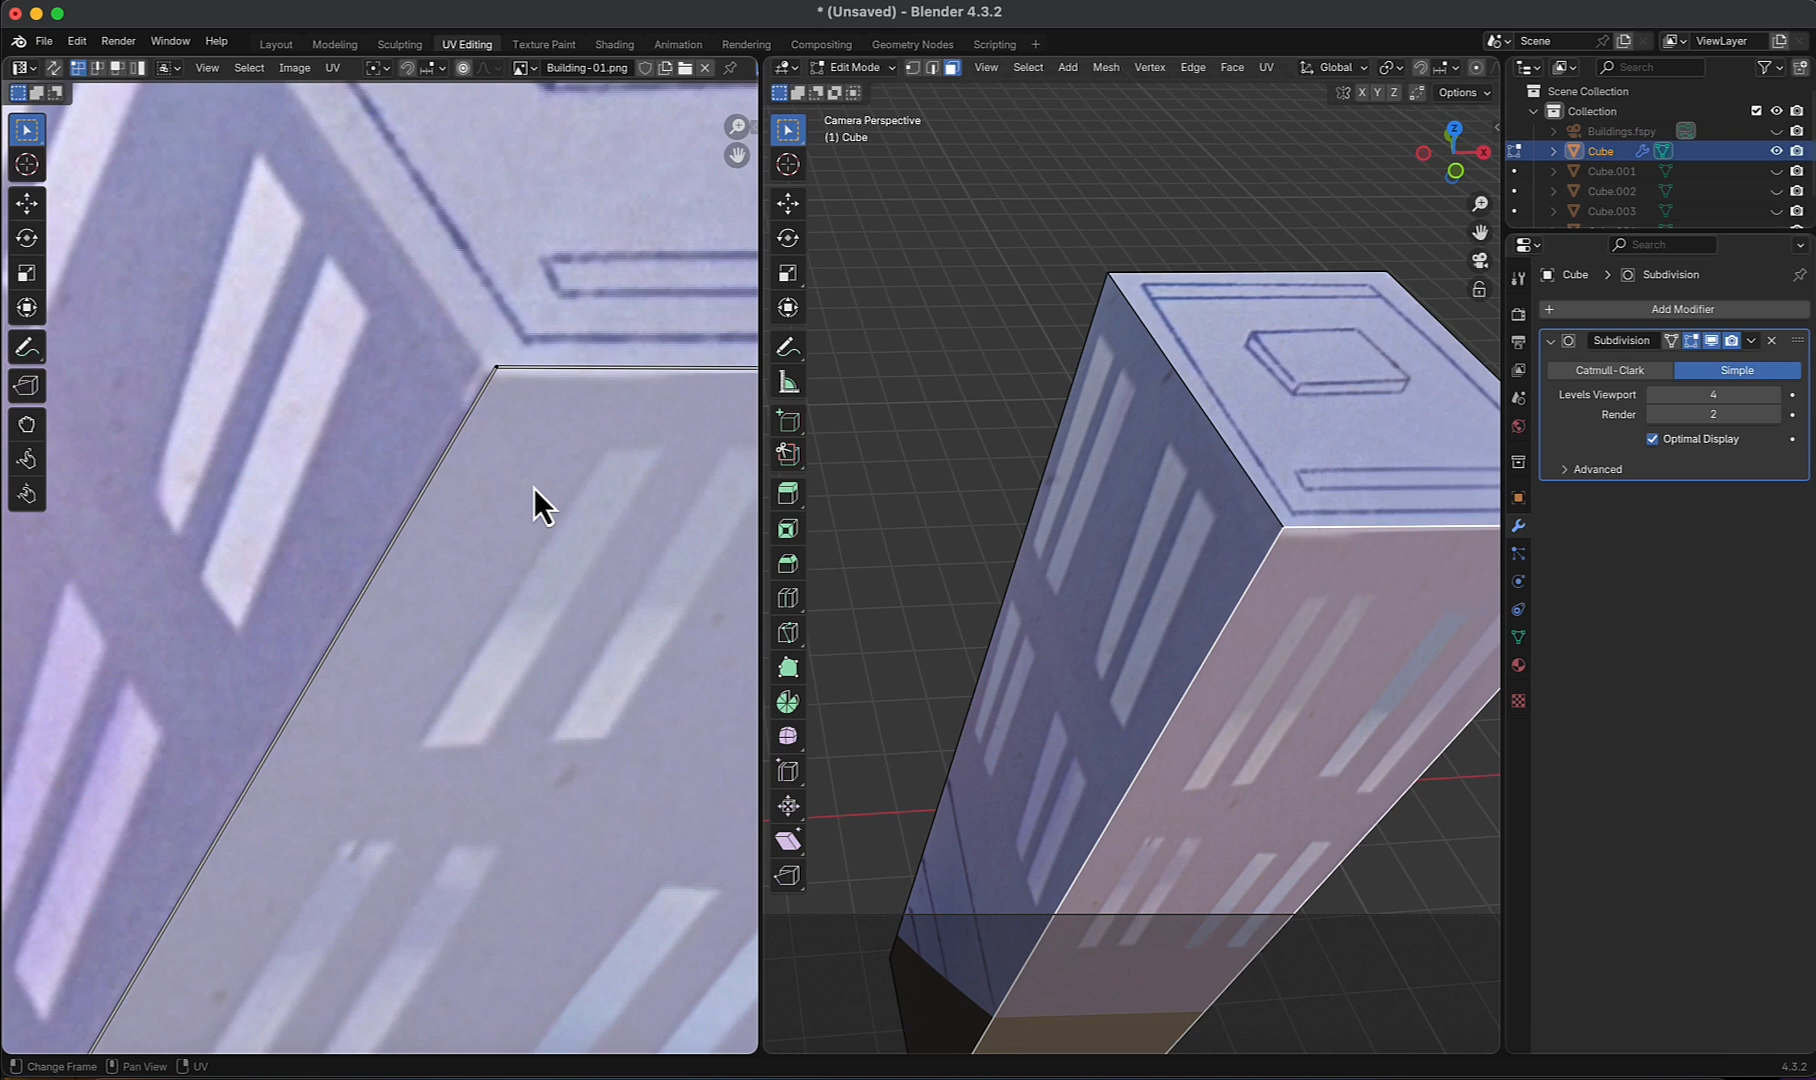 * (Unsaved) - Blender 4.3.2
File Edit Render Window Help
Layout Modeling Sculpting UV Editing Texture Paint Shading Animation Rendering Compositing Geometry Nodes Scripting +
Scene
ViewLayer
View Select Image UV
Building-01.png
Edit Mode
View Select Add Mesh Vertex Edge Face UV
Global
X Y Z
Options
Camera Perspective
(1) Cube
Z
X
Search
Scene Collection
Collection
Buildings.fspy
Cube
Cube.001
Cube.002
Cube.003
Search
Cube > Subdivision
+ Add Modifier
Subdivision
Catmull-Clark Simple
Levels Viewport 4
Render 2
Optimal Display
Advanced
Change Frame Pan View UV
4.3.2